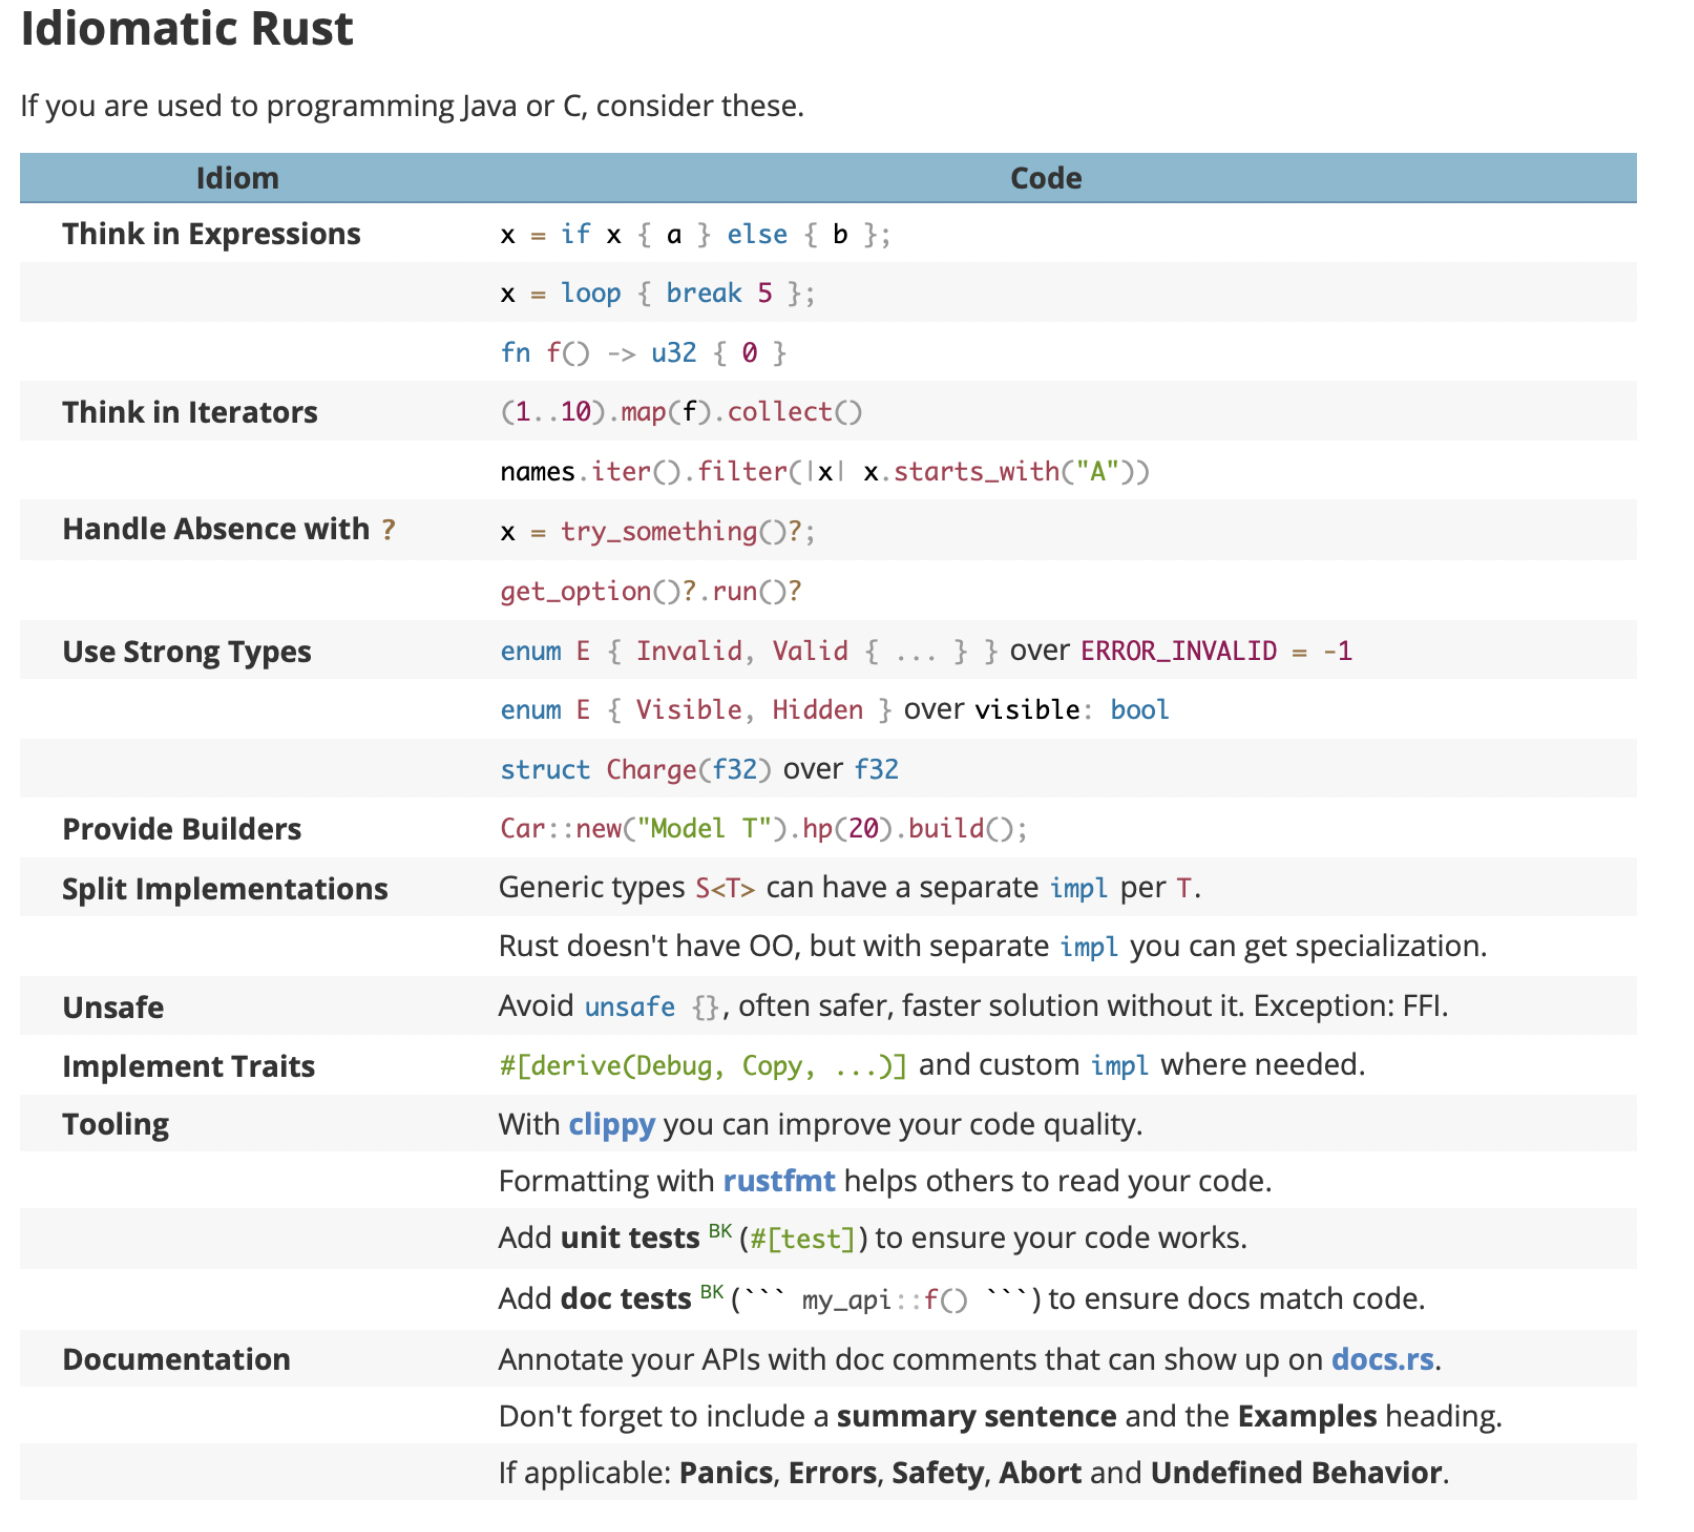 Idiomatic Rust
If you are used to programming Java or C, consider these.
Idiom Code
Think in Expressions x = if x { a } else { b };
x = loop { break 5 };
fn f() -> u32 { 0 }
Think in Iterators (1..10).map(f).collect()
names.iter().filter(|x| x.starts_with("A"))
Handle Absence with ? x = try_something()?;
get_option()?.run()?
Use Strong Types enum E { Invalid, Valid { ... } } over ERROR_INVALID = -1
enum E { Visible, Hidden } over visible: bool
struct Charge(f32) over f32
Provide Builders Car::new("Model T").hp(20).build();
Split Implementations Generic types S<T> can have a separate impl per T.
Rust doesn't have OO, but with separate impl you can get specialization.
Unsafe Avoid unsafe {}, often safer, faster solution without it. Exception: FFI.
Implement Traits #[derive(Debug, Copy, ...)] and custom impl where needed.
Tooling With clippy you can improve your code quality.
Formatting with rustfmt helps others to read your code.
Add unit tests BK (#[test]) to ensure your code works.
Add doc tests BK (``` my_api::f() ```) to ensure docs match code.
Documentation Annotate your APIs with doc comments that can show up on docs.rs.
Don't forget to include a summary sentence and the Examples heading.
If applicable: Panics, Errors, Safety, Abort and Undefined Behavior.